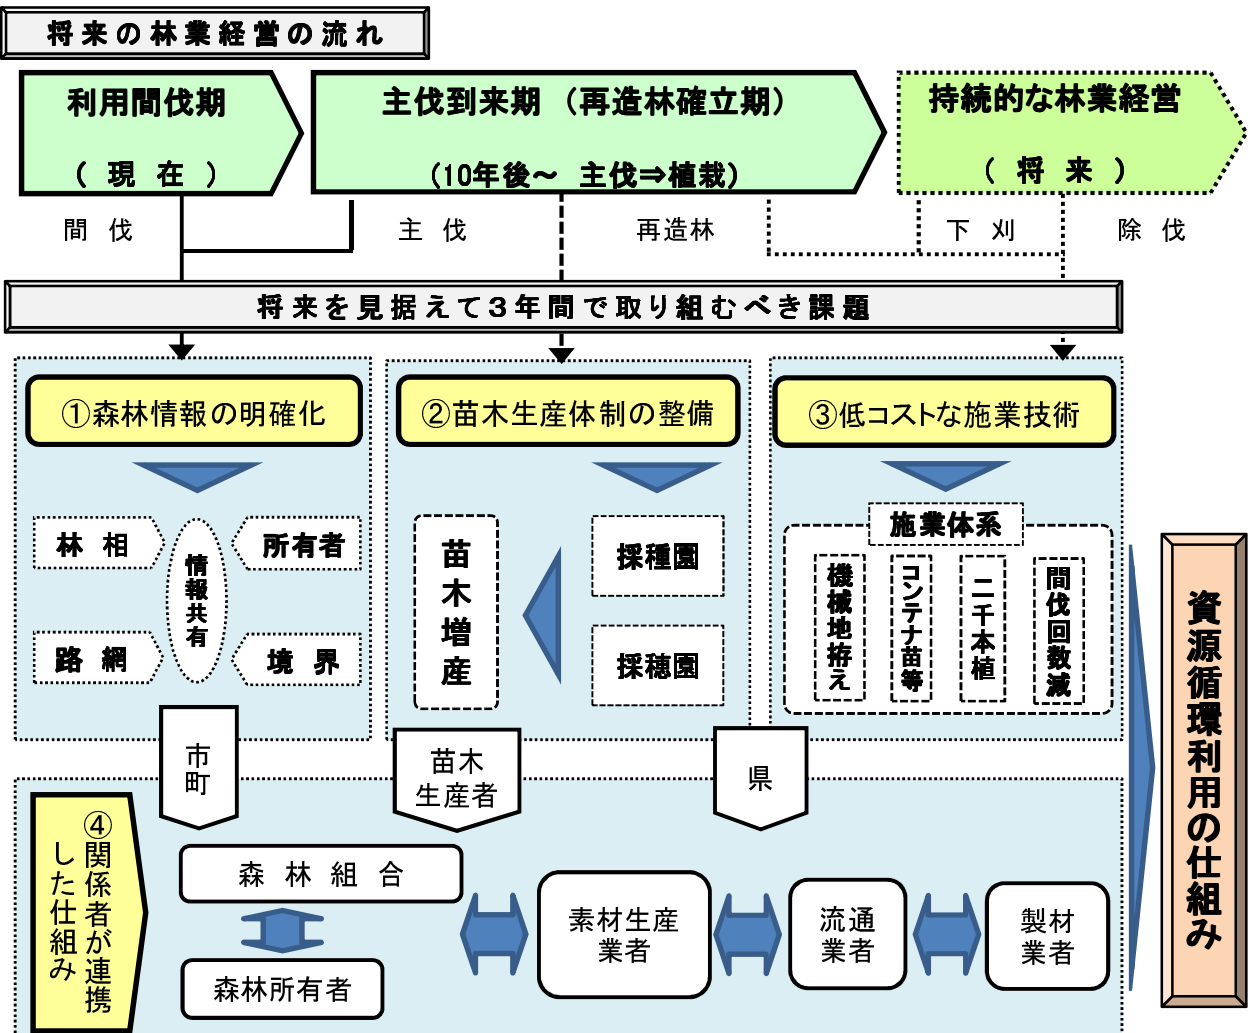 将来の林業経営の流れ
利用間伐期
（ 現 在 ）
主伐到来期（再造林確立期）
（10年後～ 主伐⇒植栽）
持続的な林業経営
（ 将 来 ）
間 伐
主 伐
再造林
下 刈
除 伐
将来を見据えて３年間で取り組むべき課題
①森林情報の明確化
林 相
所有者
情報共有
路 網
境 界
②苗木生産体制の整備
苗木増産
採種園
採穂園
③低コストな施業技術
施業体系
機械地拵え
コンテナ苗等
二千本植
間伐回数減
市
町
苗木
生産者
県
④関係者が連携
した仕組み
森 林 組 合
森林所有者
素材生産
業者
流通
業者
製材
業者
資源循環利用の仕組み